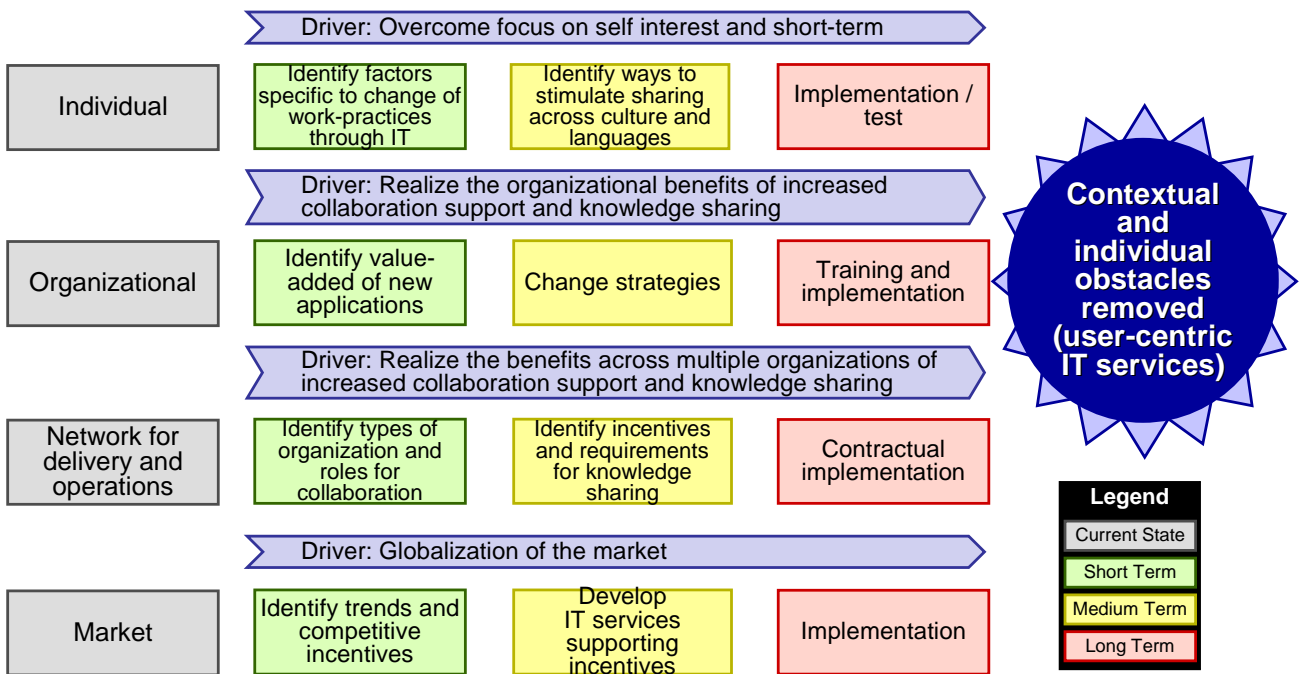 Driver: Overcome focus on self interest and short-term
Individual
Identify factors
specific to change of
work-practices
through IT
Identify ways to
stimulate sharing
across culture and
languages
Implementation /
test
Driver: Realize the organizational benefits of increased
collaboration support and knowledge sharing
Organizational
Identify value-
added of new
applications
Change strategies
Training and
implementation
Driver: Realize the benefits across multiple organizations of
increased collaboration support and knowledge sharing
Network for
delivery and
operations
Identify types of
organization and
roles for
collaboration
Identify incentives
and requirements
for knowledge
sharing
Contractual
implementation
Driver: Globalization of the market
Market
Identify trends and
competitive
incentives
Develop
IT services
supporting
incentives
Implementation
Contextual
and
individual
obstacles
removed
(user-centric
IT services)
Legend
Current State
Short Term
Medium Term
Long Term